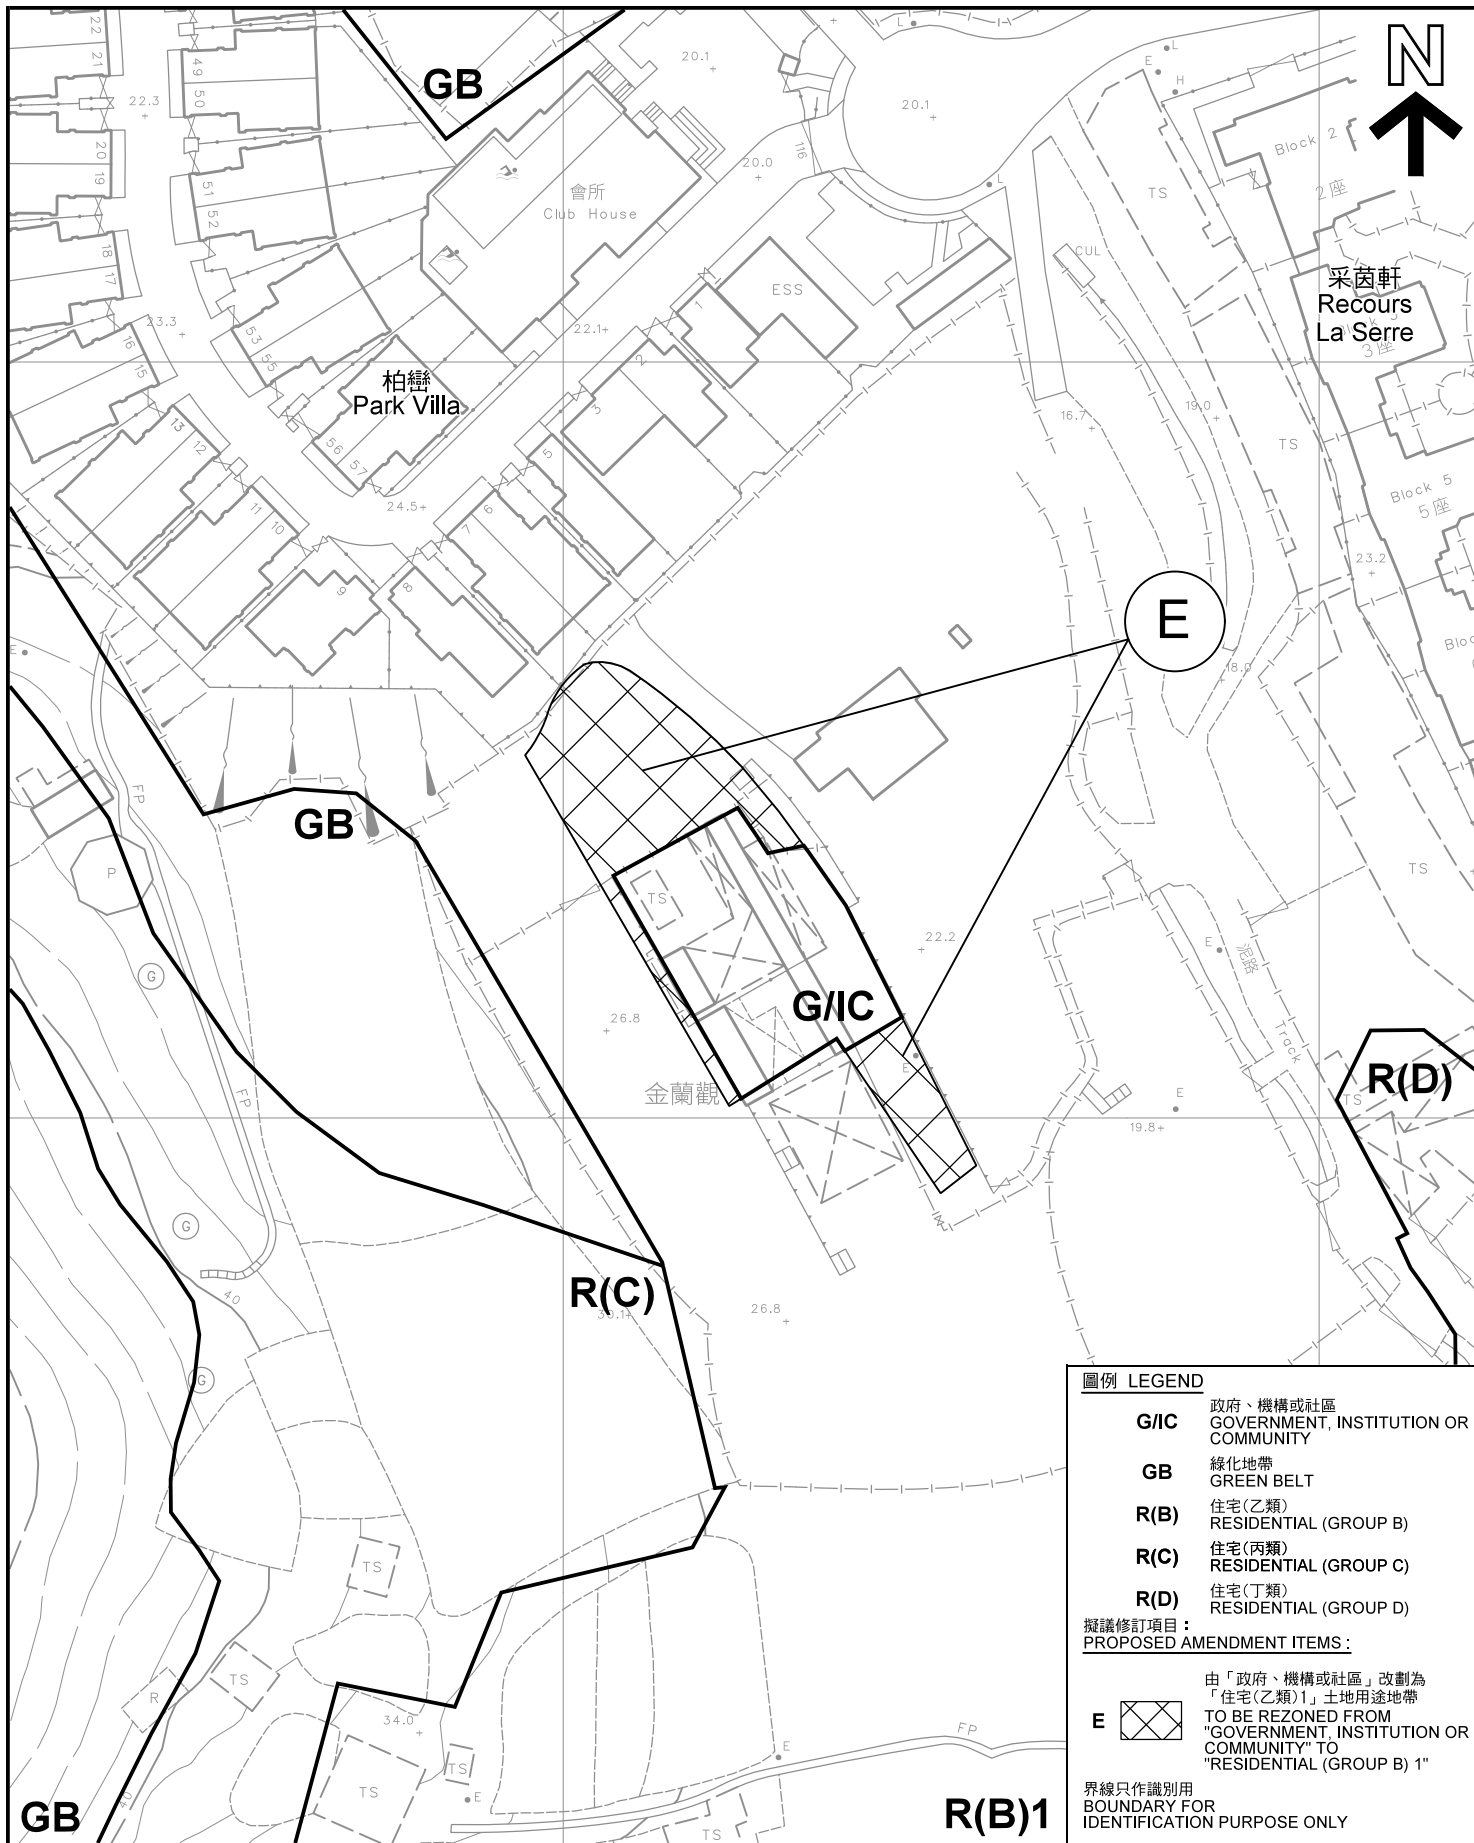 GB
N
22
21
49
50
22.3
20
19
51
52
18
17
23.3
16
15
53
55
13
12
56
57
11
10
24.5
9
8
7
6
5
3
2
1
22.1
20.1
20.0
116
20.1
L
E
L
H
L
會所
Club House
ESS
CUL
TS
Block 2
2座
采茵軒
Recours
La Serre
3座
柏巒
Park Villa
16.7
19.0
TS
Block 5
5座
23.2
E
18.0
E
FP
GB
P
G
TS
22.2
E
泥路
Track
TS
G/IC
26.8
金蘭觀
E
E
19.8
R(D)
TS
FP
G
40
G
R(C)
30.1
26.8
TS
TS
R
34.0
TS
TS
E
40
GB
E
FP
TS
R(B)1
圖例 LEGEND
G/IC 政府、機構或社區
GOVERNMENT, INSTITUTION OR
COMMUNITY
GB 綠化地帶
GREEN BELT
R(B) 住宅(乙類)
RESIDENTIAL (GROUP B)
R(C) 住宅(丙類)
RESIDENTIAL (GROUP C)
R(D) 住宅(丁類)
RESIDENTIAL (GROUP D)
擬議修訂項目：
PROPOSED AMENDMENT ITEMS :
E 由「政府、機構或社區」改劃為
「住宅(乙類)1」土地用途地帶
TO BE REZONED FROM
"GOVERNMENT, INSTITUTION OR
COMMUNITY" TO
"RESIDENTIAL (GROUP B) 1"
界線只作識別用
BOUNDARY FOR
IDENTIFICATION PURPOSE ONLY